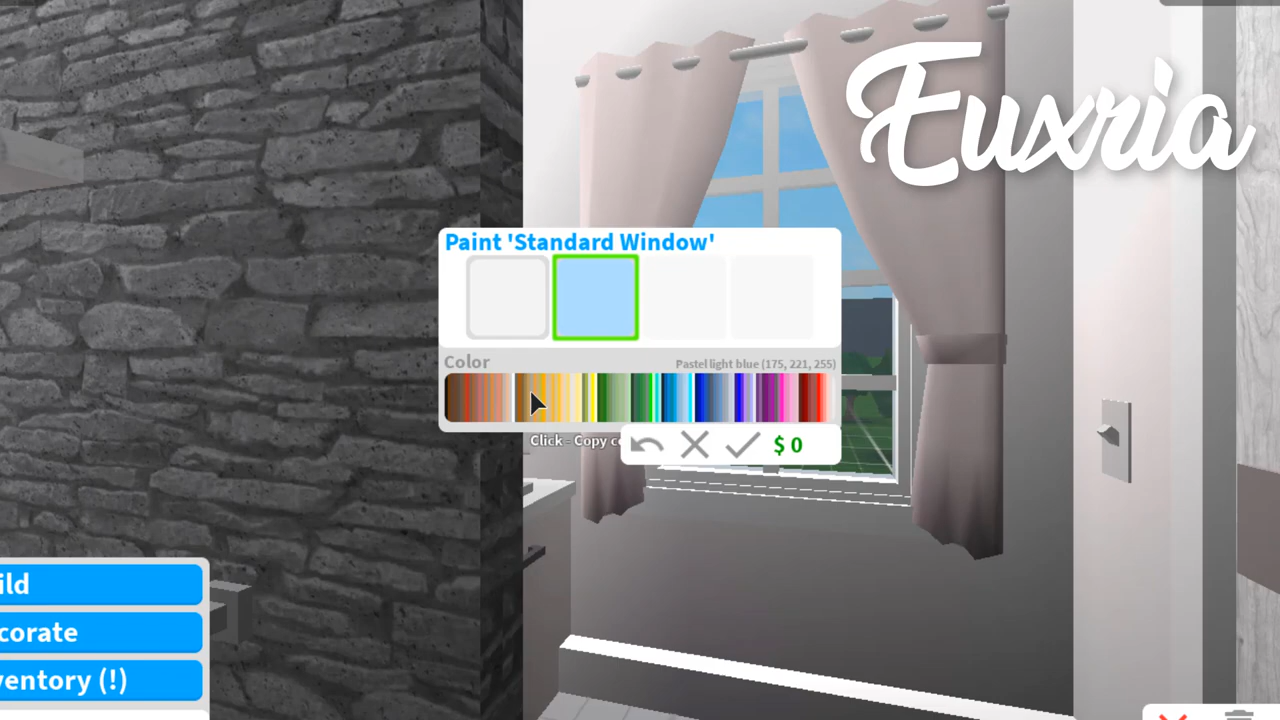 Euxria
Paint 'Standard Window'
Color
Pastel light blue (175, 221, 255)
Click - Copy c
$ 0
ild
corate
ventory (!)